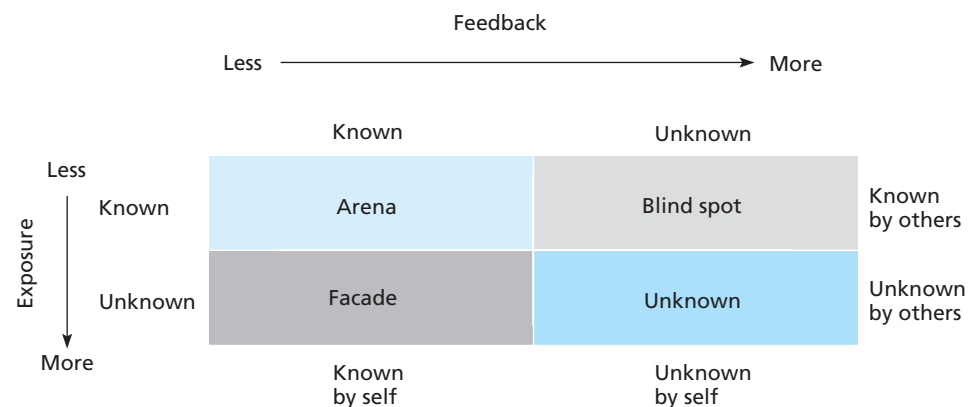 Feedback
Less
More
Known
Unknown
Less
Known
Arena
Blind spot
Known
by others
Exposure
Unknown
Facade
Unknown
Unknown
by others
More
Known
by self
Unknown
by self